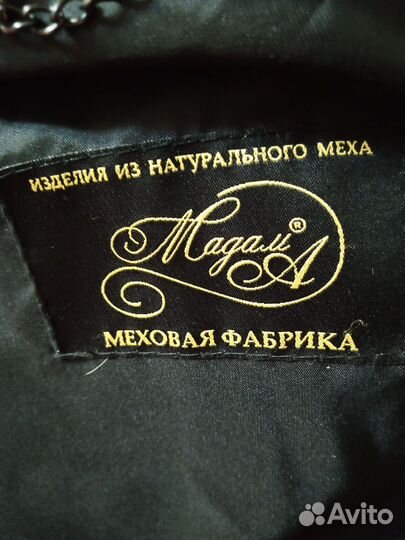 ИЗДЕЛИЯ ИЗ НАТУРАЛЬНОГО МЕХА
Мадам А®
МЕХОВАЯ ФАБРИКА
Avito